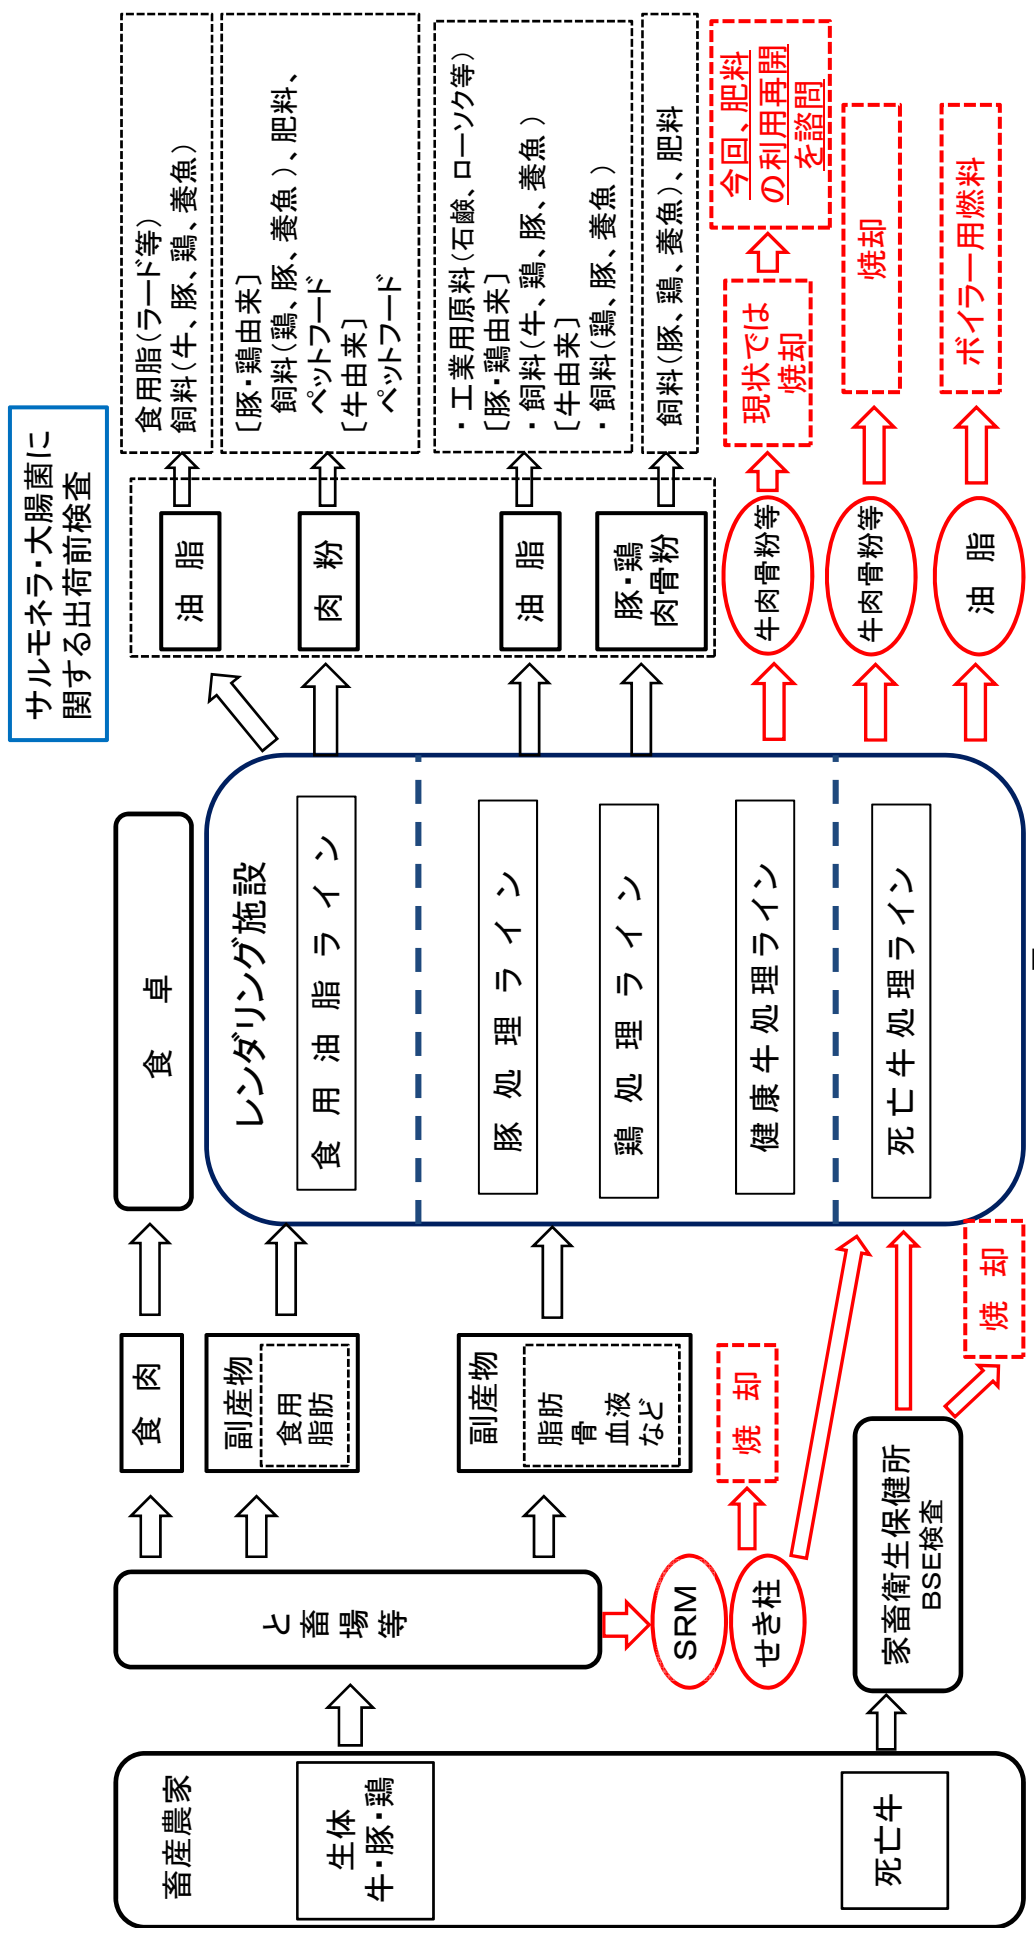 畜産農家
生体
牛・豚・鶏
死亡牛
と畜場等
SRM
せき柱
家畜衛生保健所
BSE検査
食肉
副産物
食用
脂肪
副産物
脂肪
骨
血液
など
焼却
焼却
食卓
レンダリング施設
食用油脂ライン
豚処理ライン
鶏処理ライン
健康牛処理ライン
死亡牛処理ライン
サルモネラ・大腸菌に
関する出荷前検査
油脂
肉粉
油脂
豚・鶏
肉骨粉
牛肉骨粉等
牛肉骨粉等
油脂
食用脂(ラード等)
飼料(牛、豚、鶏、養魚)
[豚・鶏由来]
飼料(鶏、豚、養魚)、肥料、
ペットフード
[牛由来]
ペットフード
・工業用原料(石鹸、ローソク等)
[豚・鶏由来]
・飼料(牛、鶏、豚、養魚)
[牛由来]
・飼料(鶏、豚、養魚)
飼料(豚、鶏、養魚)、肥料
現状では
焼却
今回、肥料
の利用再開
を諮問
焼却
ボイラー用燃料